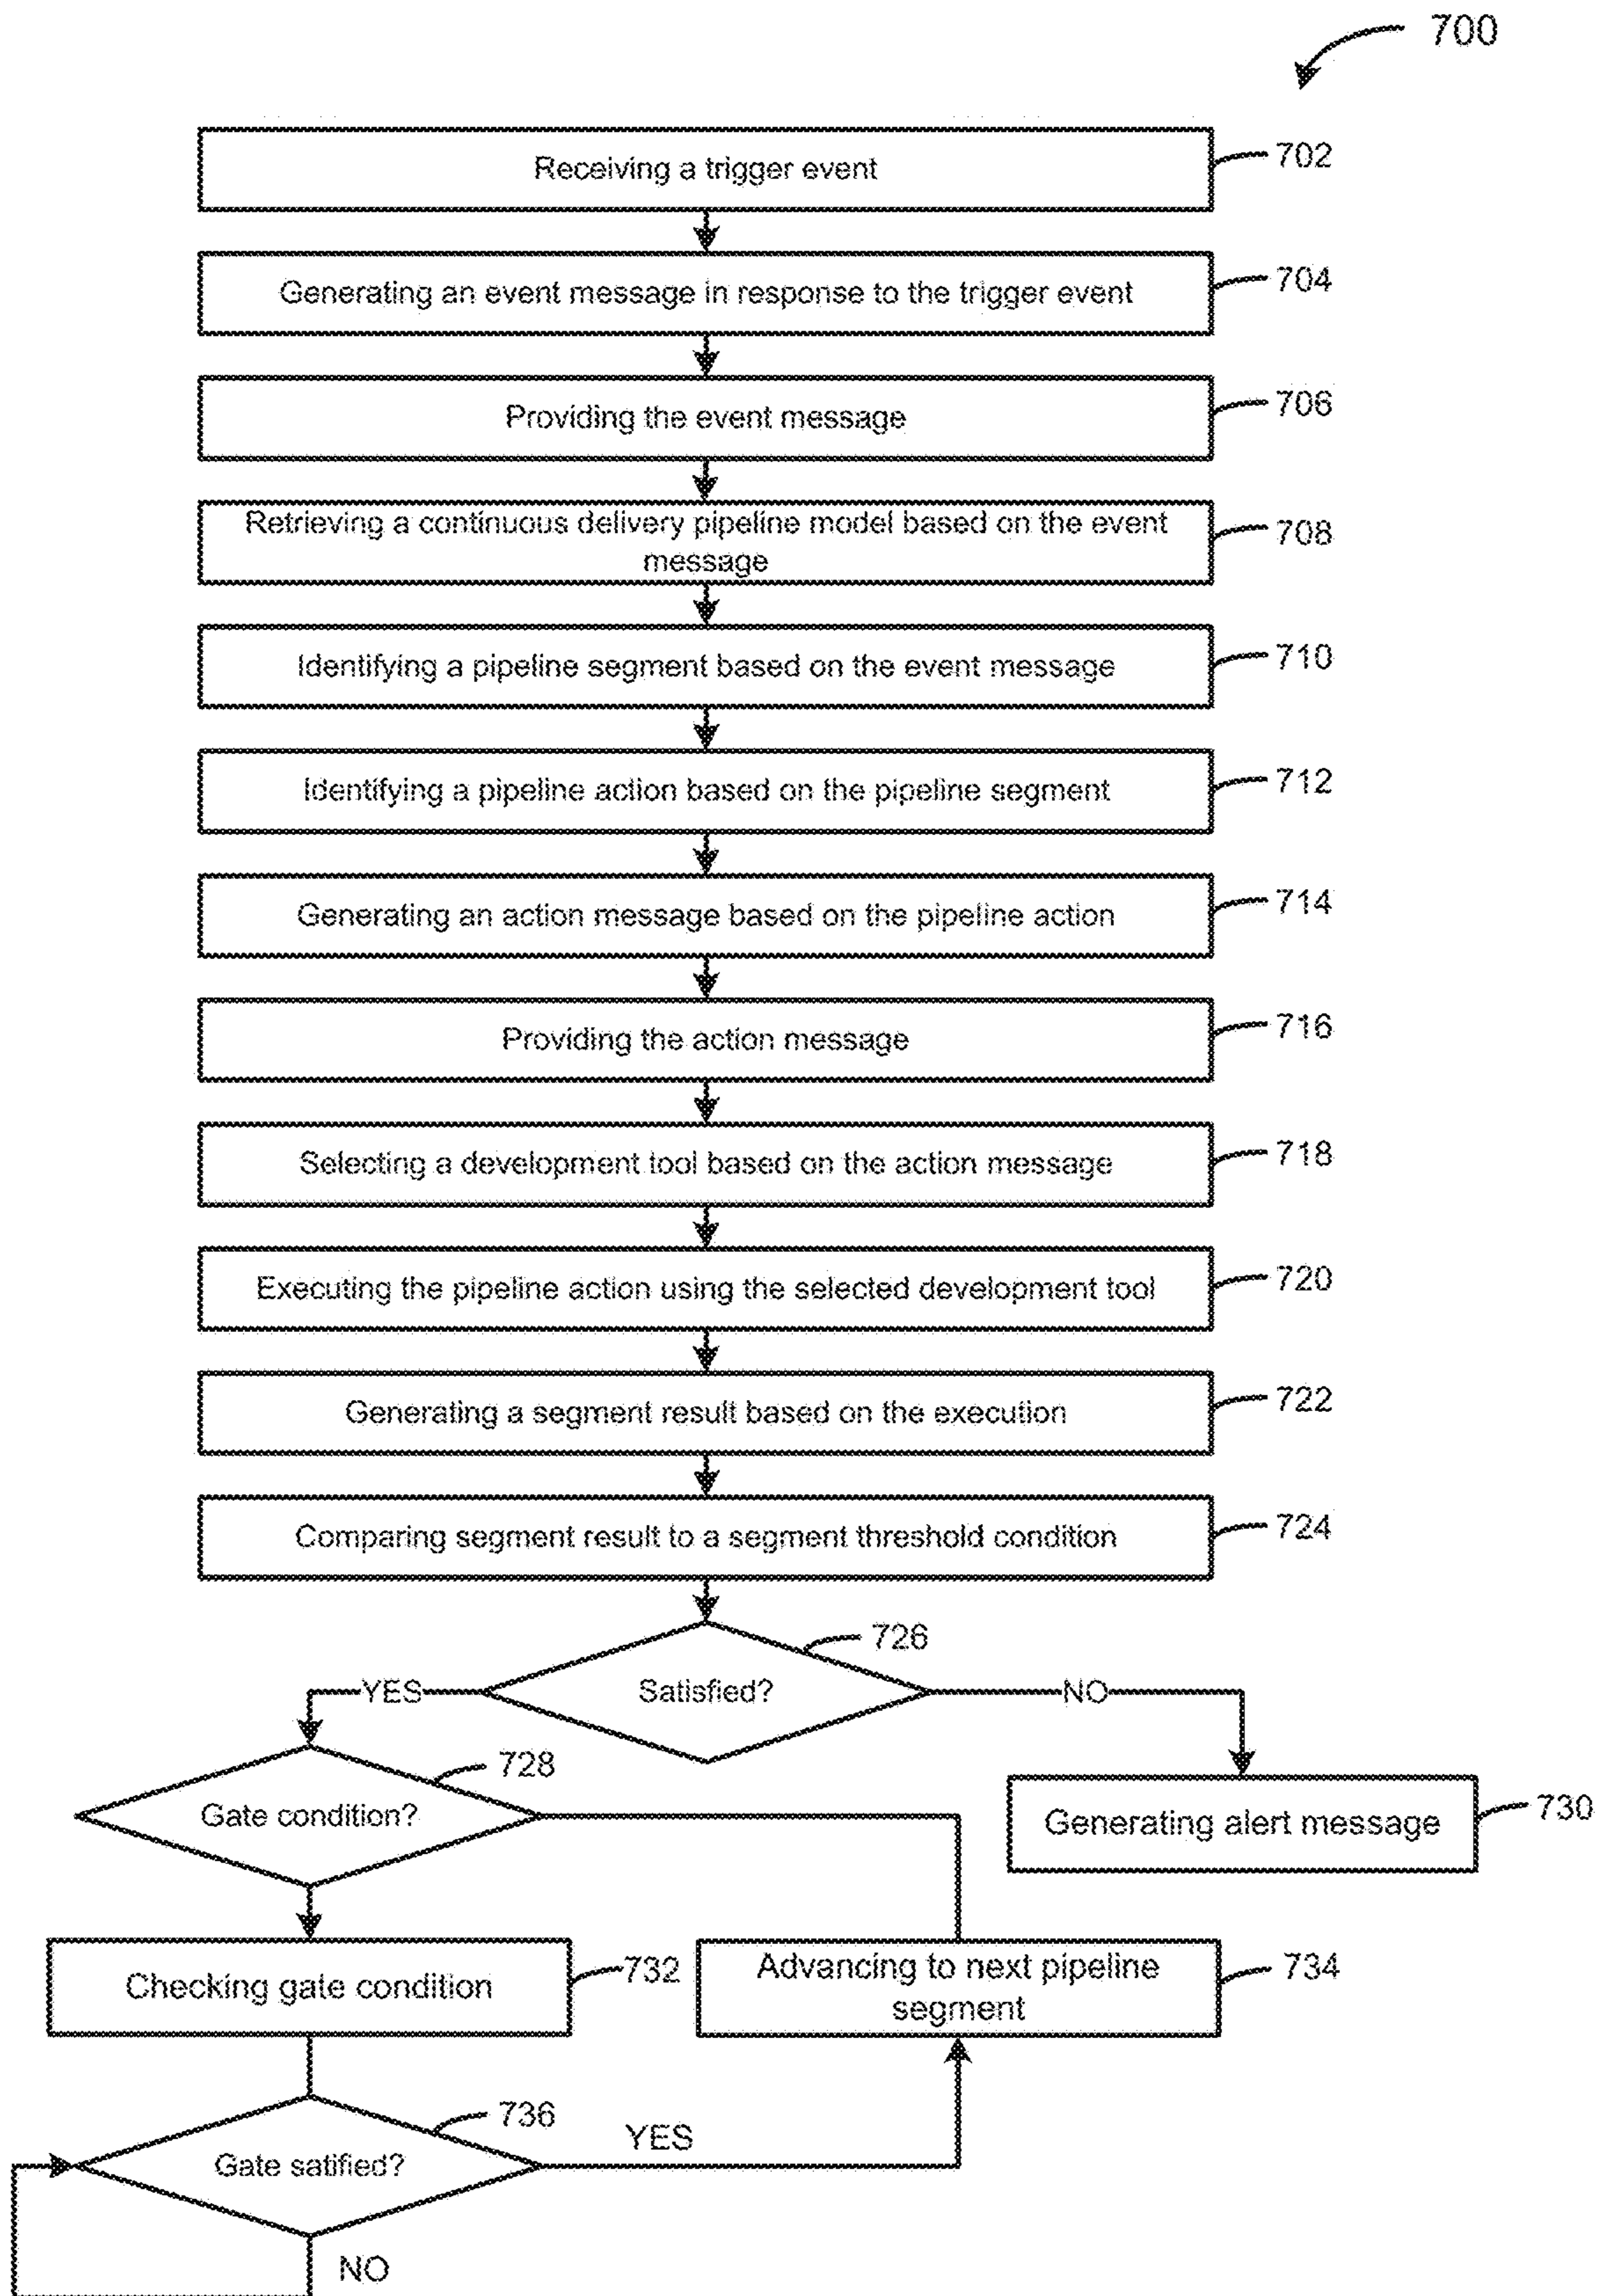 700
Receiving a trigger event
702
Generating an event message in response to the trigger event
704
Providing the event message
706
Retrieving a continuous delivery pipeline model based on the event
message
708
Identifying a pipeline segment based on the event message
710
Identifying a pipeline action based on the pipeline segment
712
Generating an action message based on the pipeline action
714
Providing the action message
716
Selecting a development tool based on the action message
718
Executing the pipeline action using the selected development tool
720
Generating a segment result based on the execution
722
Comparing segment result to a segment threshold condition
724
726
YES
Satisfied?
NO
728
Gate condition?
Generating alert message
730
Checking gate condition
732
Advancing to next pipeline
segment
734
736
Gate satified?
YES
NO